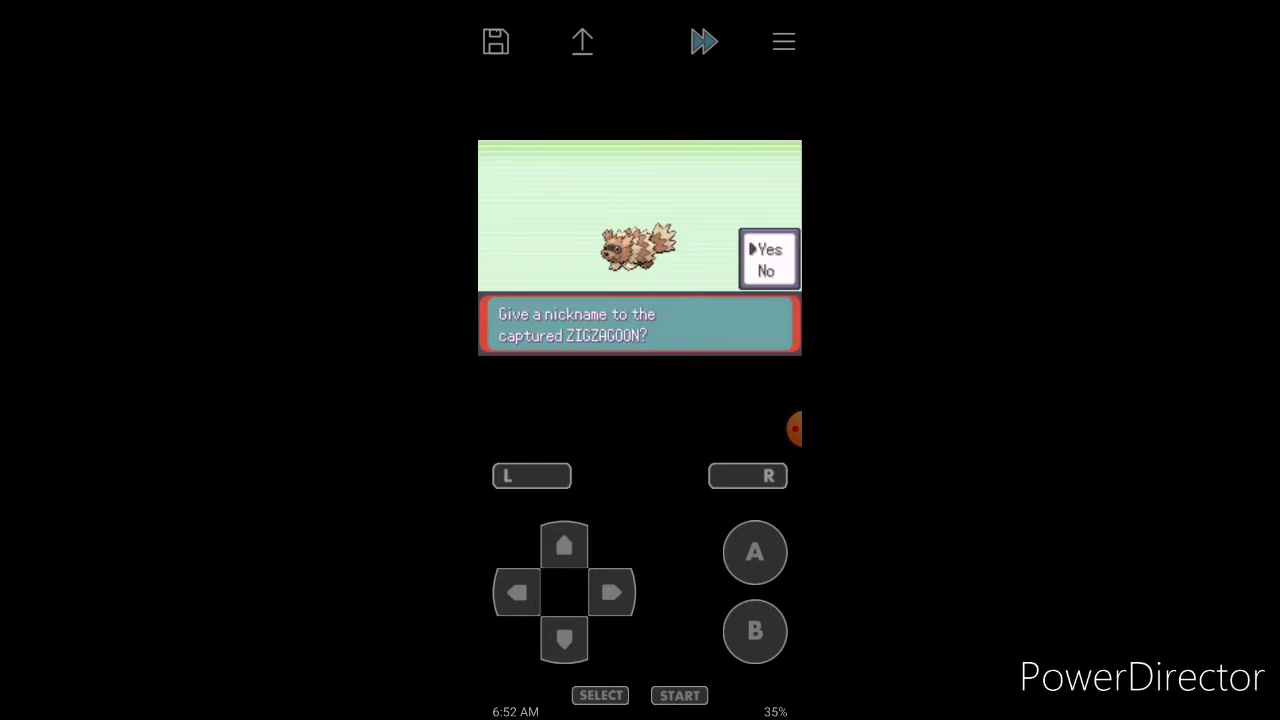 Yes
No
Give a nickname to the
captured ZIGZAGOON?
L
R
A
B
SELECT
START
6:52 AM
35%
PowerDirector